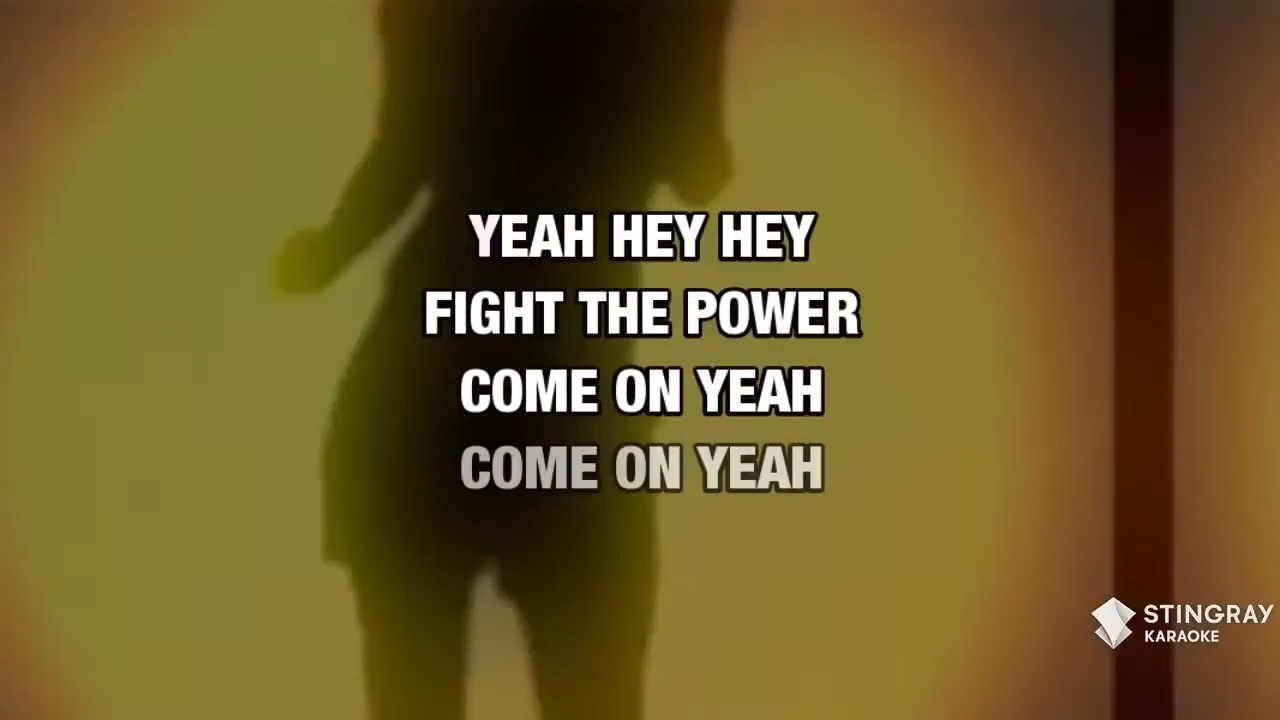 YEAH HEY HEY
FIGHT THE POWER
COME ON YEAH
COME ON YEAH
STINGRAY
KARAOKE